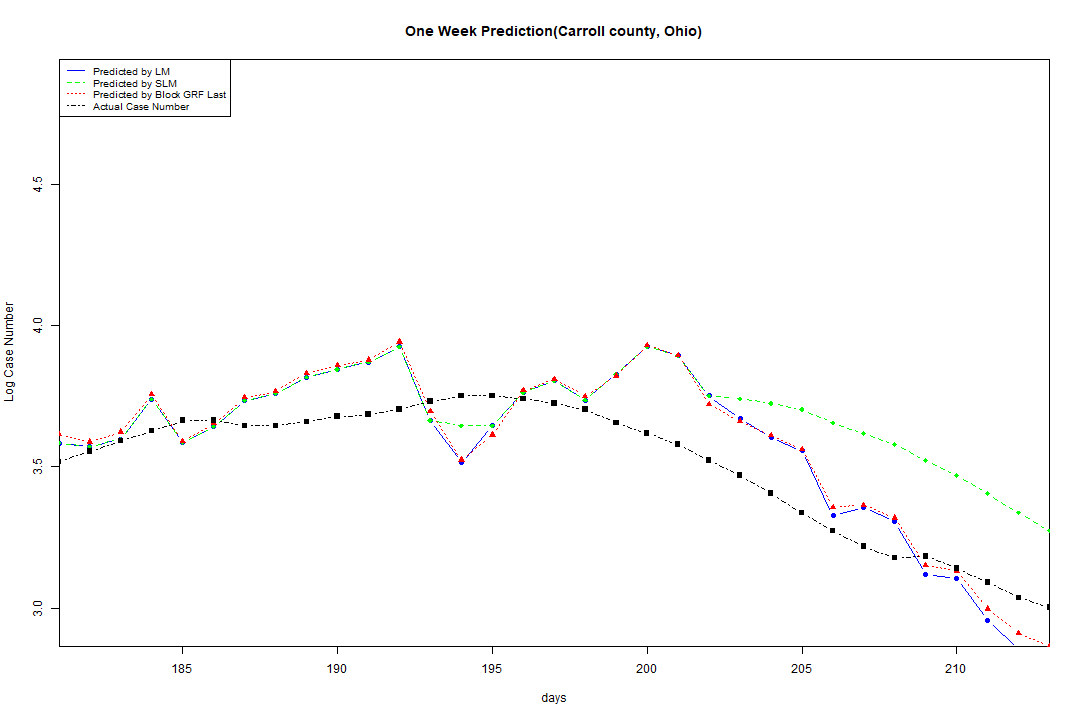 One Week Prediction(Carroll county, Ohio)
Predicted by LM
Predicted by SLM
Predicted by Block GRF Last
Actual Case Number
Log Case Number
4.5
4.0
3.5
3.0
185 190 195 200 205 210
days